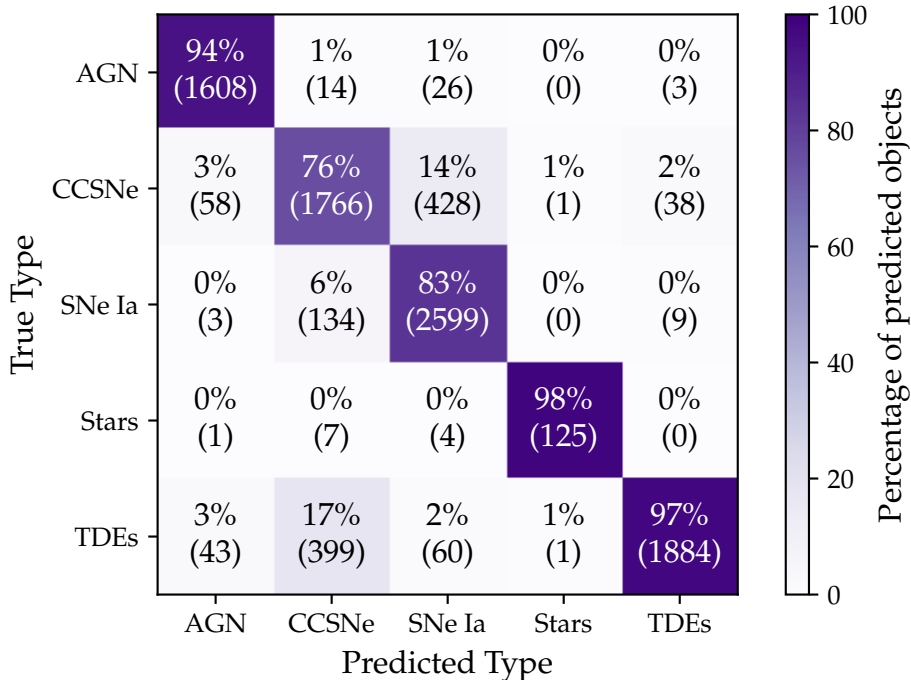 AGN
94% 1% 1% 0% 0%
(1608) (14) (26) (0) (3)
CCSNe
3% 76% 14% 1% 2%
(58) (1766) (428) (1) (38)
SNe Ia
0% 6% 83% 0% 0%
(3) (134) (2599) (0) (9)
Stars
0% 0% 0% 98% 0%
(1) (7) (4) (125) (0)
TDEs
3% 17% 2% 1% 97%
(43) (399) (60) (1) (1884)
True Type
AGN CCSNe SNe Ia Stars TDEs
Predicted Type
100
80
60
40
20
0
Percentage of predicted objects